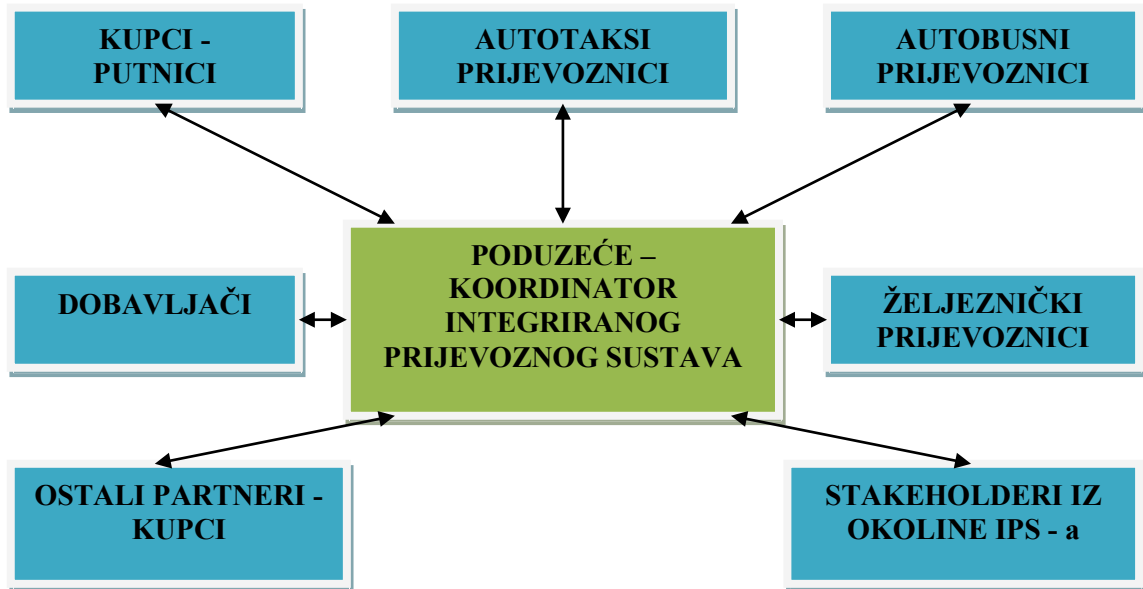 KUPCI -
PUTNICI
AUTOTAKSI
PRIJEVOZNICI
AUTOBUSNI
PRIJEVOZNICI
DOBAVLJAČI
PODUZEĆE –
KOORDINATOR
INTEGRIRANOG
PRIJEVOZNOG SUSTAVA
ŽELJEZNIČKI
PRIJEVOZNICI
OSTALI PARTNERI -
KUPCI
STAKEHOLDERI IZ
OKOLINE IPS - a